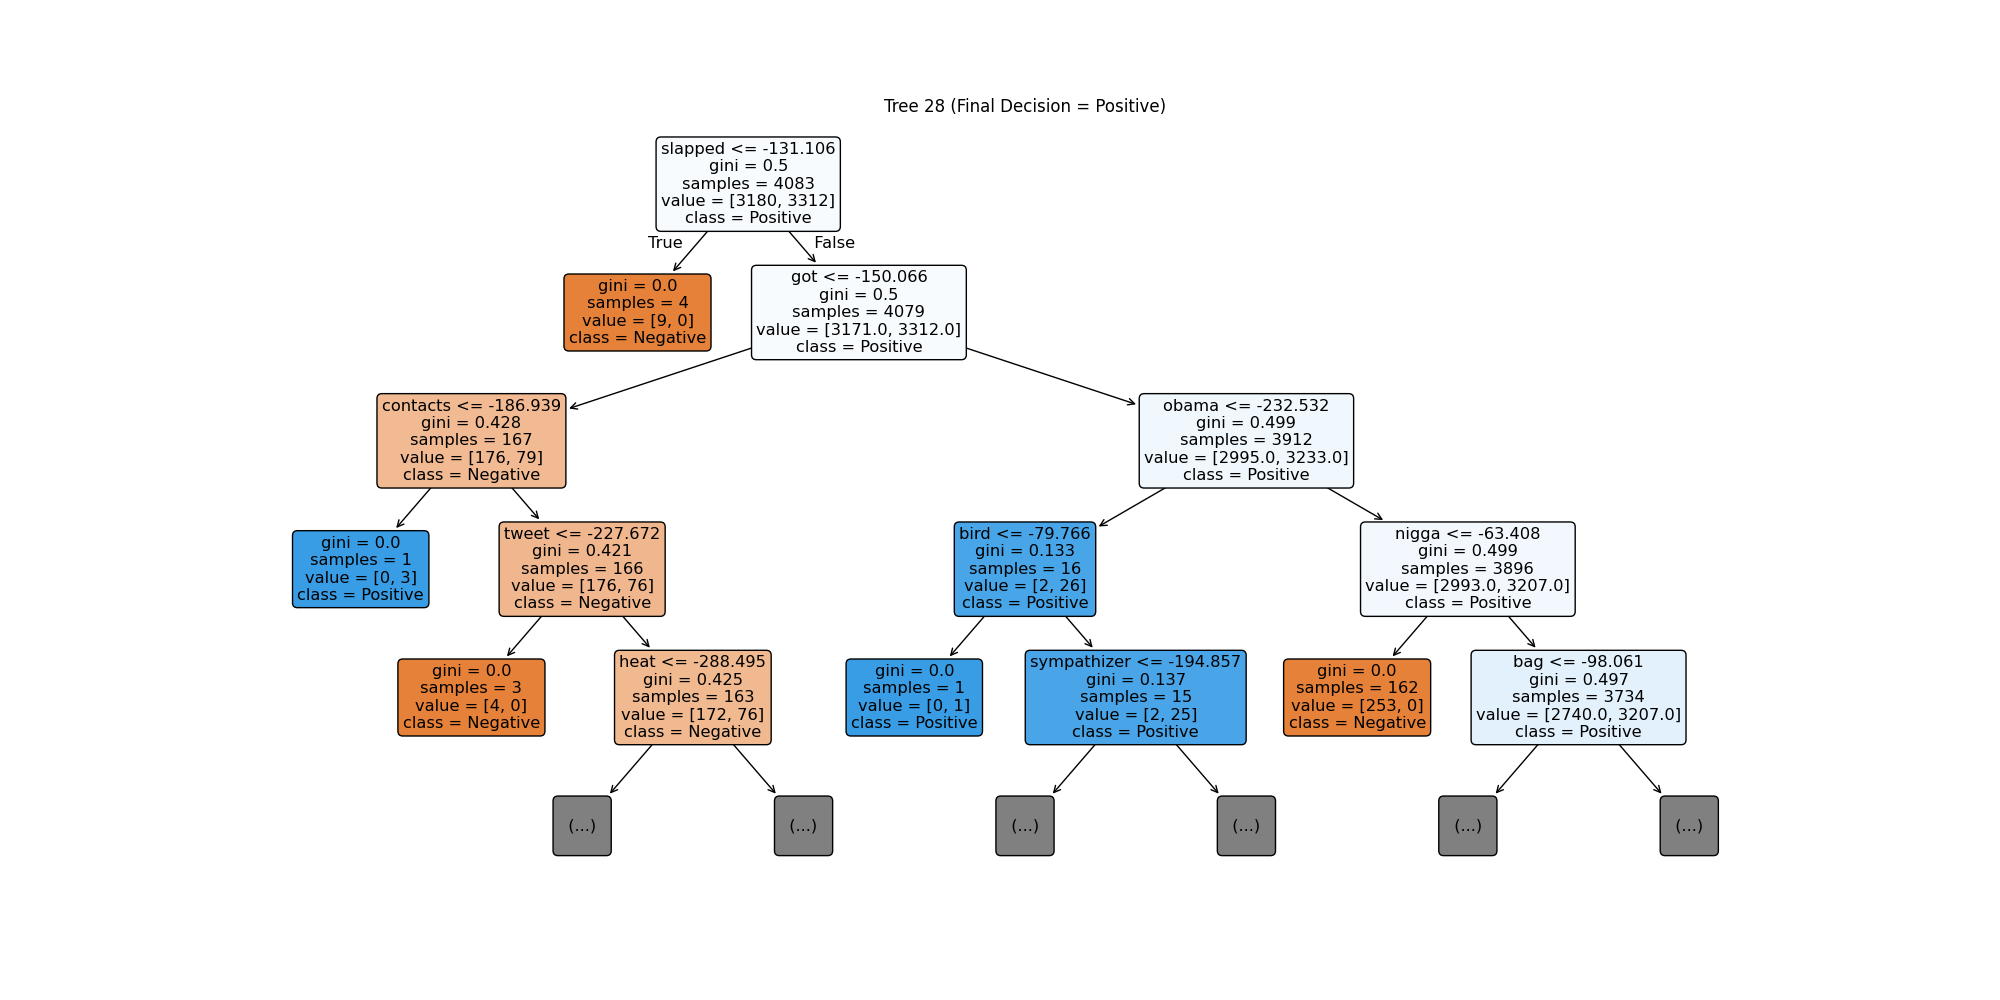 Tree 28 (Final Decision = Positive)
slapped <= -131.106
gini = 0.5
samples = 4083
value = [3180, 3312]
class = Positive
True
False
gini = 0.0
samples = 4
value = [9, 0]
class = Negative
got <= -150.066
gini = 0.5
samples = 4079
value = [3171.0, 3312.0]
class = Positive
contacts <= -186.939
gini = 0.428
samples = 167
value = [176, 79]
class = Negative
obama <= -232.532
gini = 0.499
samples = 3912
value = [2995.0, 3233.0]
class = Positive
gini = 0.0
samples = 1
value = [0, 3]
class = Positive
tweet <= -227.672
gini = 0.421
samples = 166
value = [176, 76]
class = Negative
bird <= -79.766
gini = 0.133
samples = 16
value = [2, 26]
class = Positive
nigga <= -63.408
gini = 0.499
samples = 3896
value = [2993.0, 3207.0]
class = Positive
gini = 0.0
samples = 3
value = [4, 0]
class = Negative
heat <= -288.495
gini = 0.425
samples = 163
value = [172, 76]
class = Negative
gini = 0.0
samples = 1
value = [0, 1]
class = Positive
sympathizer <= -194.857
gini = 0.137
samples = 15
value = [2, 25]
class = Positive
gini = 0.0
samples = 162
value = [253, 0]
class = Negative
bag <= -98.061
gini = 0.497
samples = 3734
value = [2740.0, 3207.0]
class = Positive
(...)
(...)
(...)
(...)
(...)
(...)